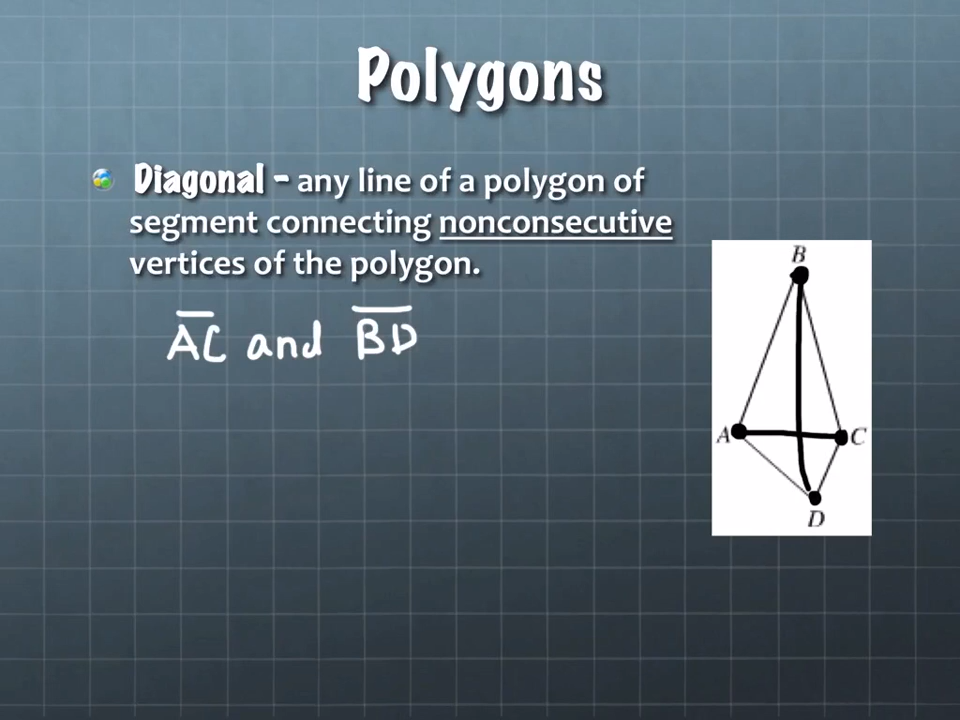 Polygons
Diagonal - any line of a polygon of
segment connecting nonconsecutive
vertices of the polygon.
AC and BD
B
A
C
D